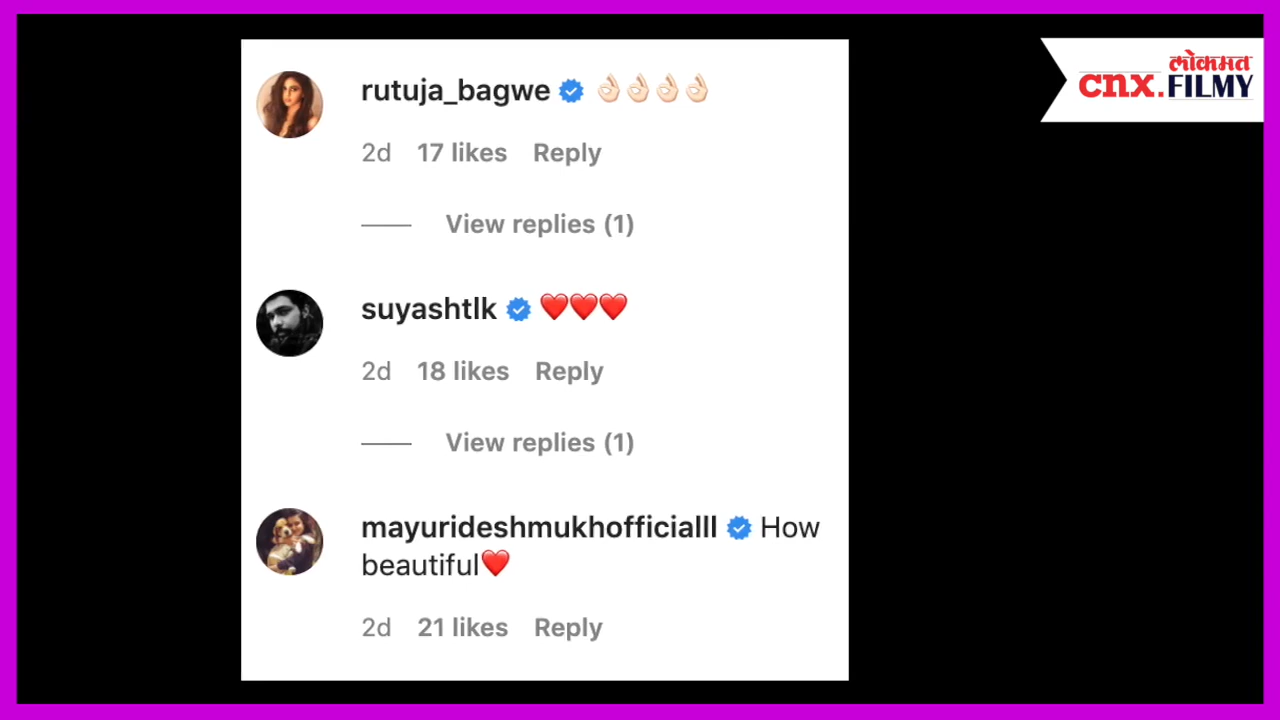 लोकमत
cnx.FILMY
rutuja_bagwe 👌🏻👌🏻👌🏻👌🏻
2d 17 likes Reply
View replies (1)
suyashtlk ❤️❤️❤️
2d 18 likes Reply
View replies (1)
mayurideshmukhofficialll How
beautiful❤️
2d 21 likes Reply